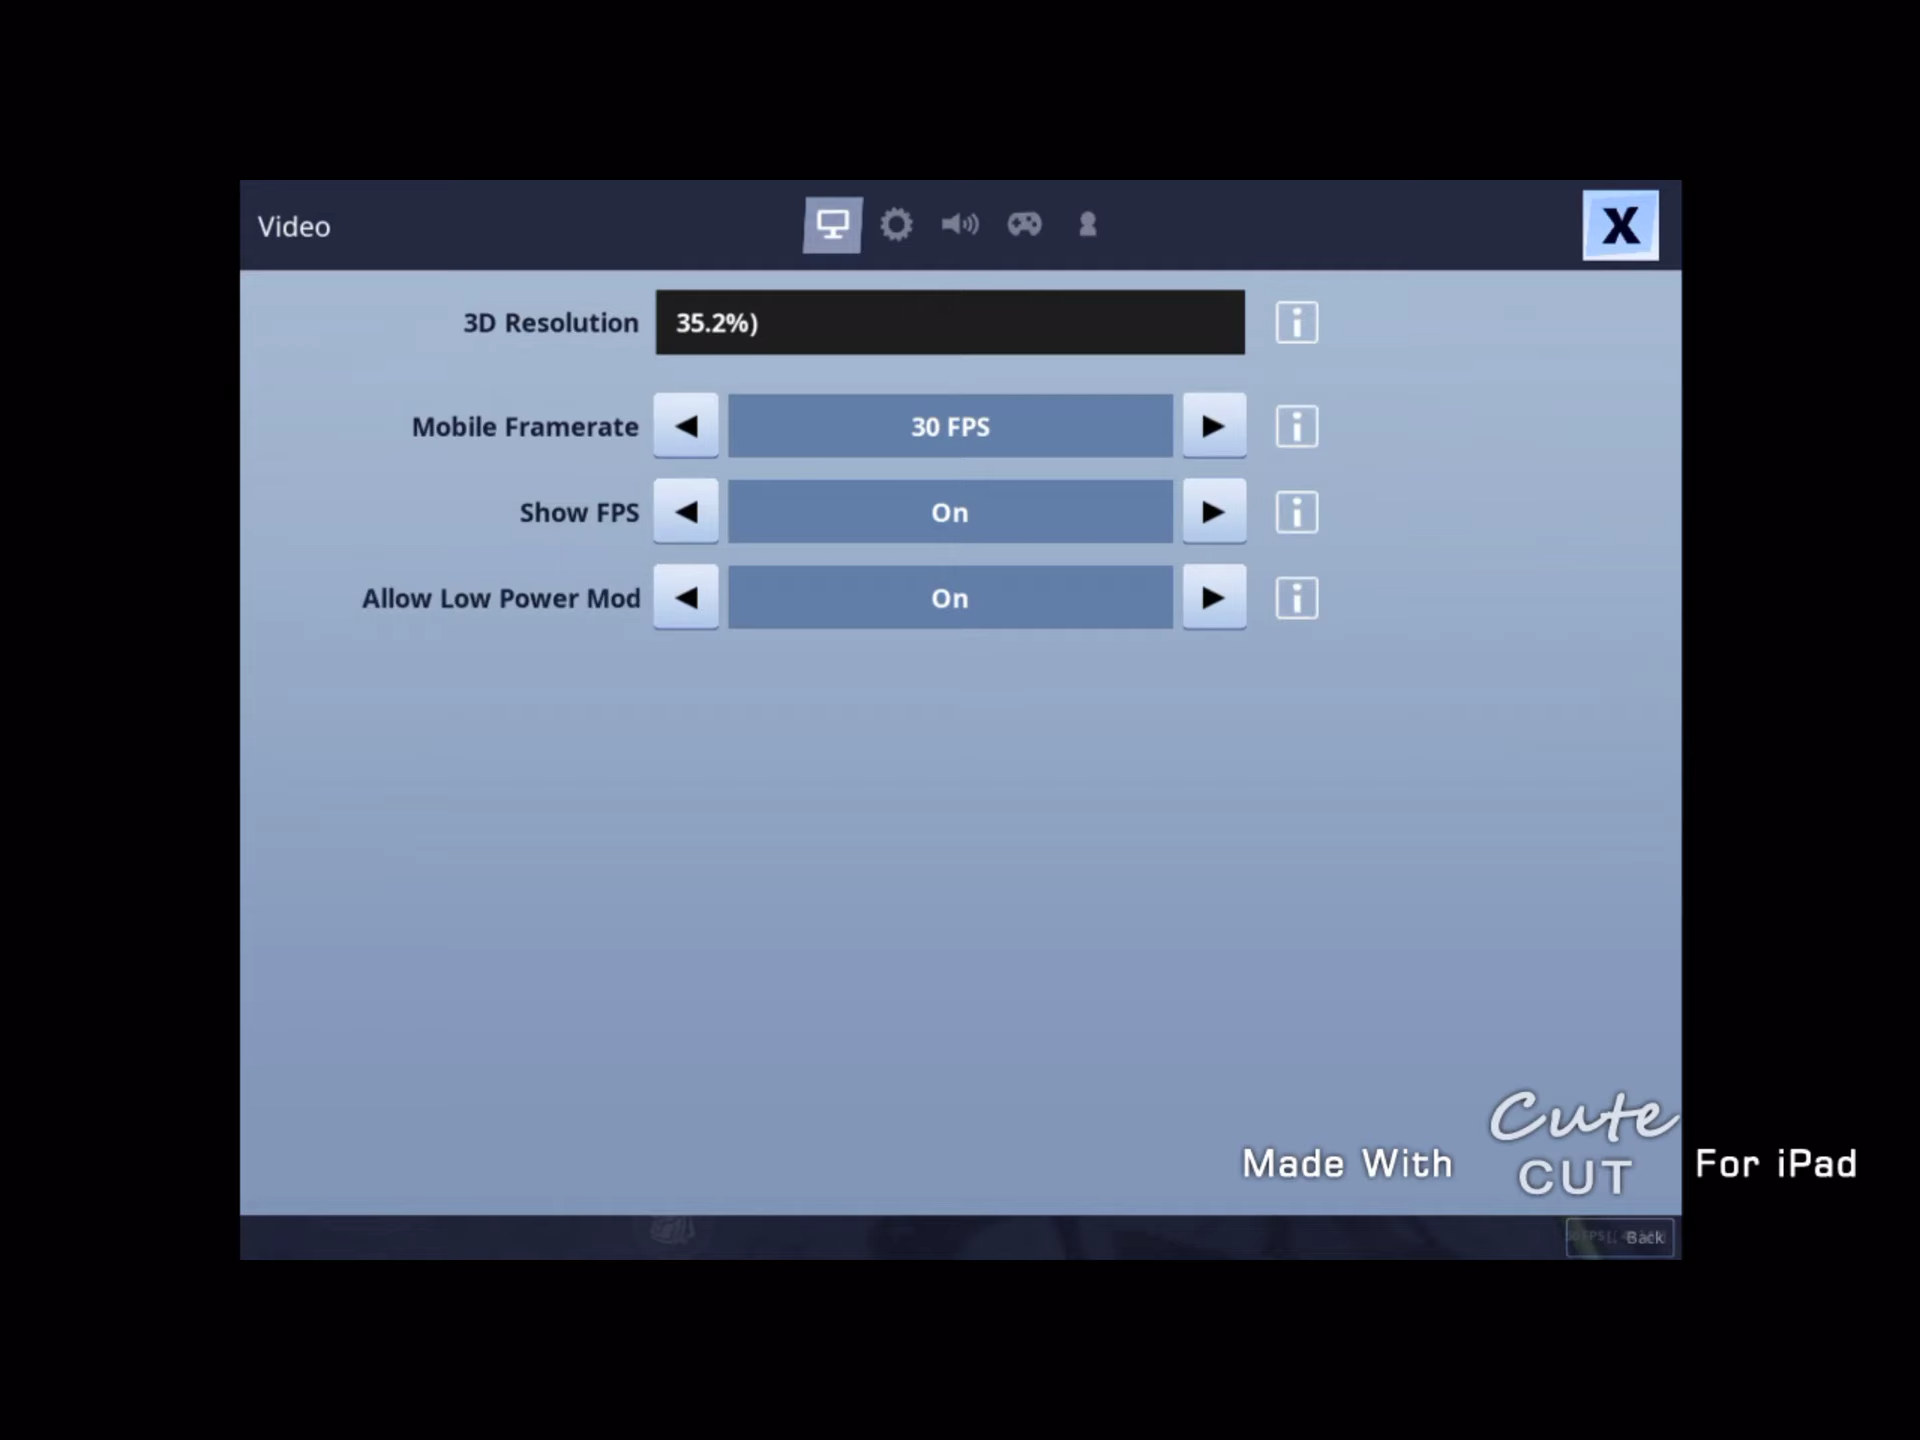 Video
X
3D Resolution 35.2%)
Mobile Framerate 30 FPS
Show FPS On
Allow Low Power Mod On
Made With Cute CUT For iPad
Back